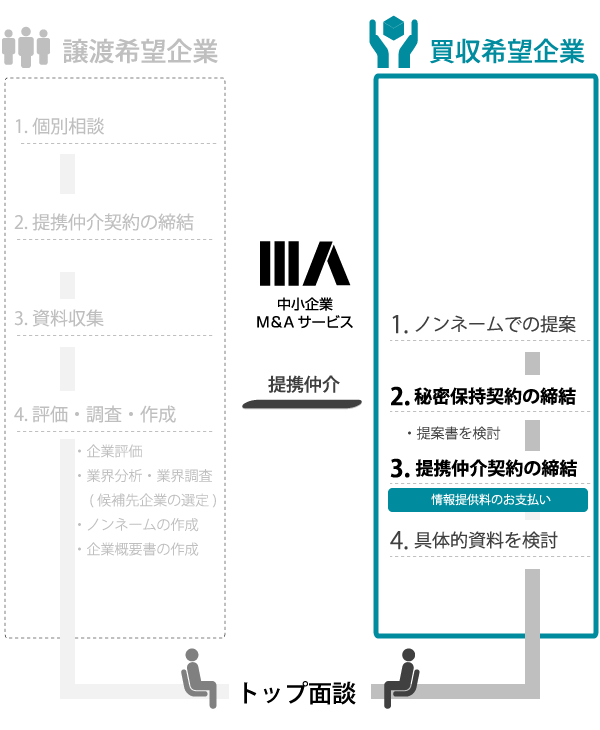 譲渡希望企業
1. 個別相談
2. 提携仲介契約の締結
3. 資料収集
4. 評価・調査・作成
・企業評価
・業界分析・業界調査
(候補先企業の選定)
・ノンネームの作成
・企業概要書の作成
中小企業
M&Aサービス
提携仲介
買収希望企業
1. ノンネームでの提案
2. 秘密保持契約の締結
・提案書を検討
3. 提携仲介契約の締結
情報提供料のお支払い
4. 具体的資料を検討
トップ面談